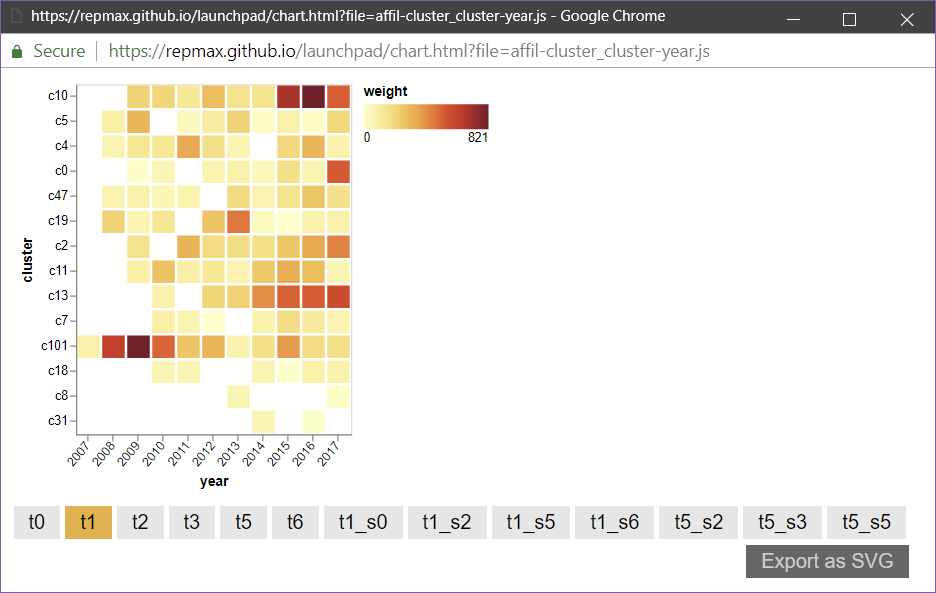 https://repmax.github.io/launchpad/chart.html?file=affil-cluster_cluster-year.js - Google Chrome
Secure | https://repmax.github.io/launchpad/chart.html?file=affil-cluster_cluster-year.js
weight
0 821
cluster
c10
c5
c4
c0
c47
c19
c2
c11
c13
c7
c101
c18
c8
c31
2007 2008 2009 2010 2011 2012 2013 2014 2015 2016 2017
year
t0 t1 t2 t3 t5 t6 t1_s0 t1_s2 t1_s5 t1_s6 t5_s2 t5_s3 t5_s5
Export as SVG